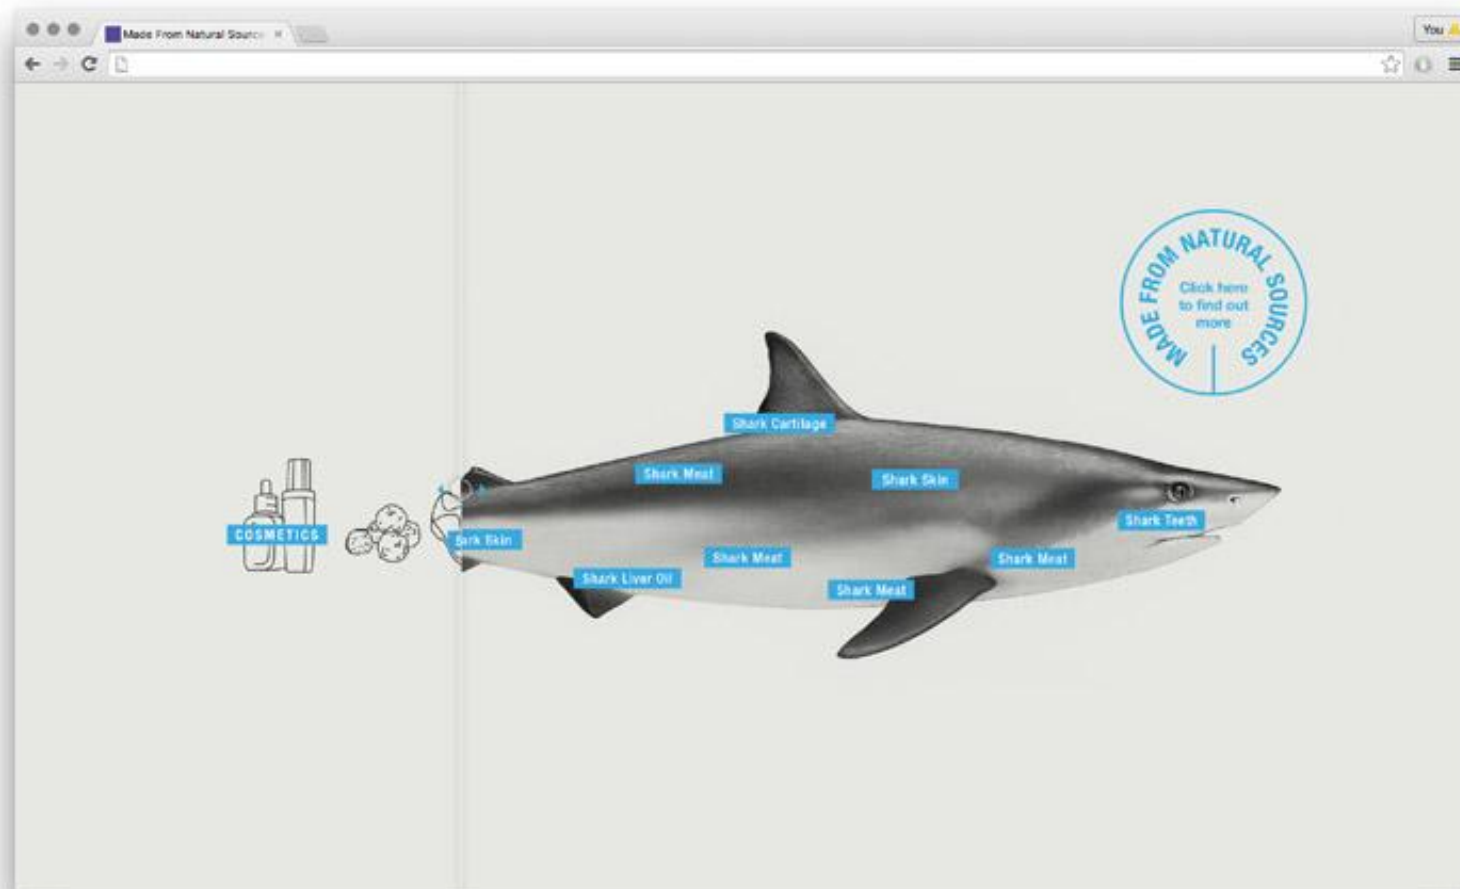 Made From Natural Sourc
You
MADE FROM NATURAL SOURCES
Click here
to find out
more
Shark Cartilage
Shark Meat
Shark Skin
Shark Teeth
COSMETICS
ark Skin
Shark Meat
Shark Meat
Shark Liver Oil
Shark Meat